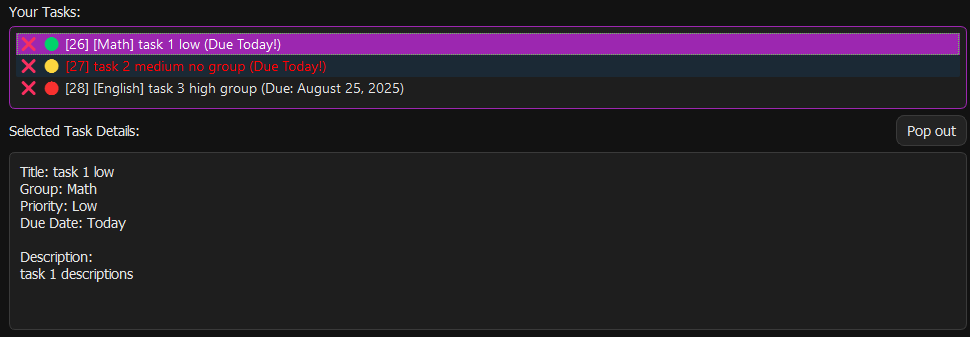 Your Tasks:
❌ 🟢 [26] [Math] task 1 low (Due Today!)
❌ 🟡 [27] task 2 medium no group (Due Today!)
❌ 🔴 [28] [English] task 3 high group (Due: August 25, 2025)
Selected Task Details:
Pop out
Title: task 1 low
Group: Math
Priority: Low
Due Date: Today
Description:
task 1 descriptions